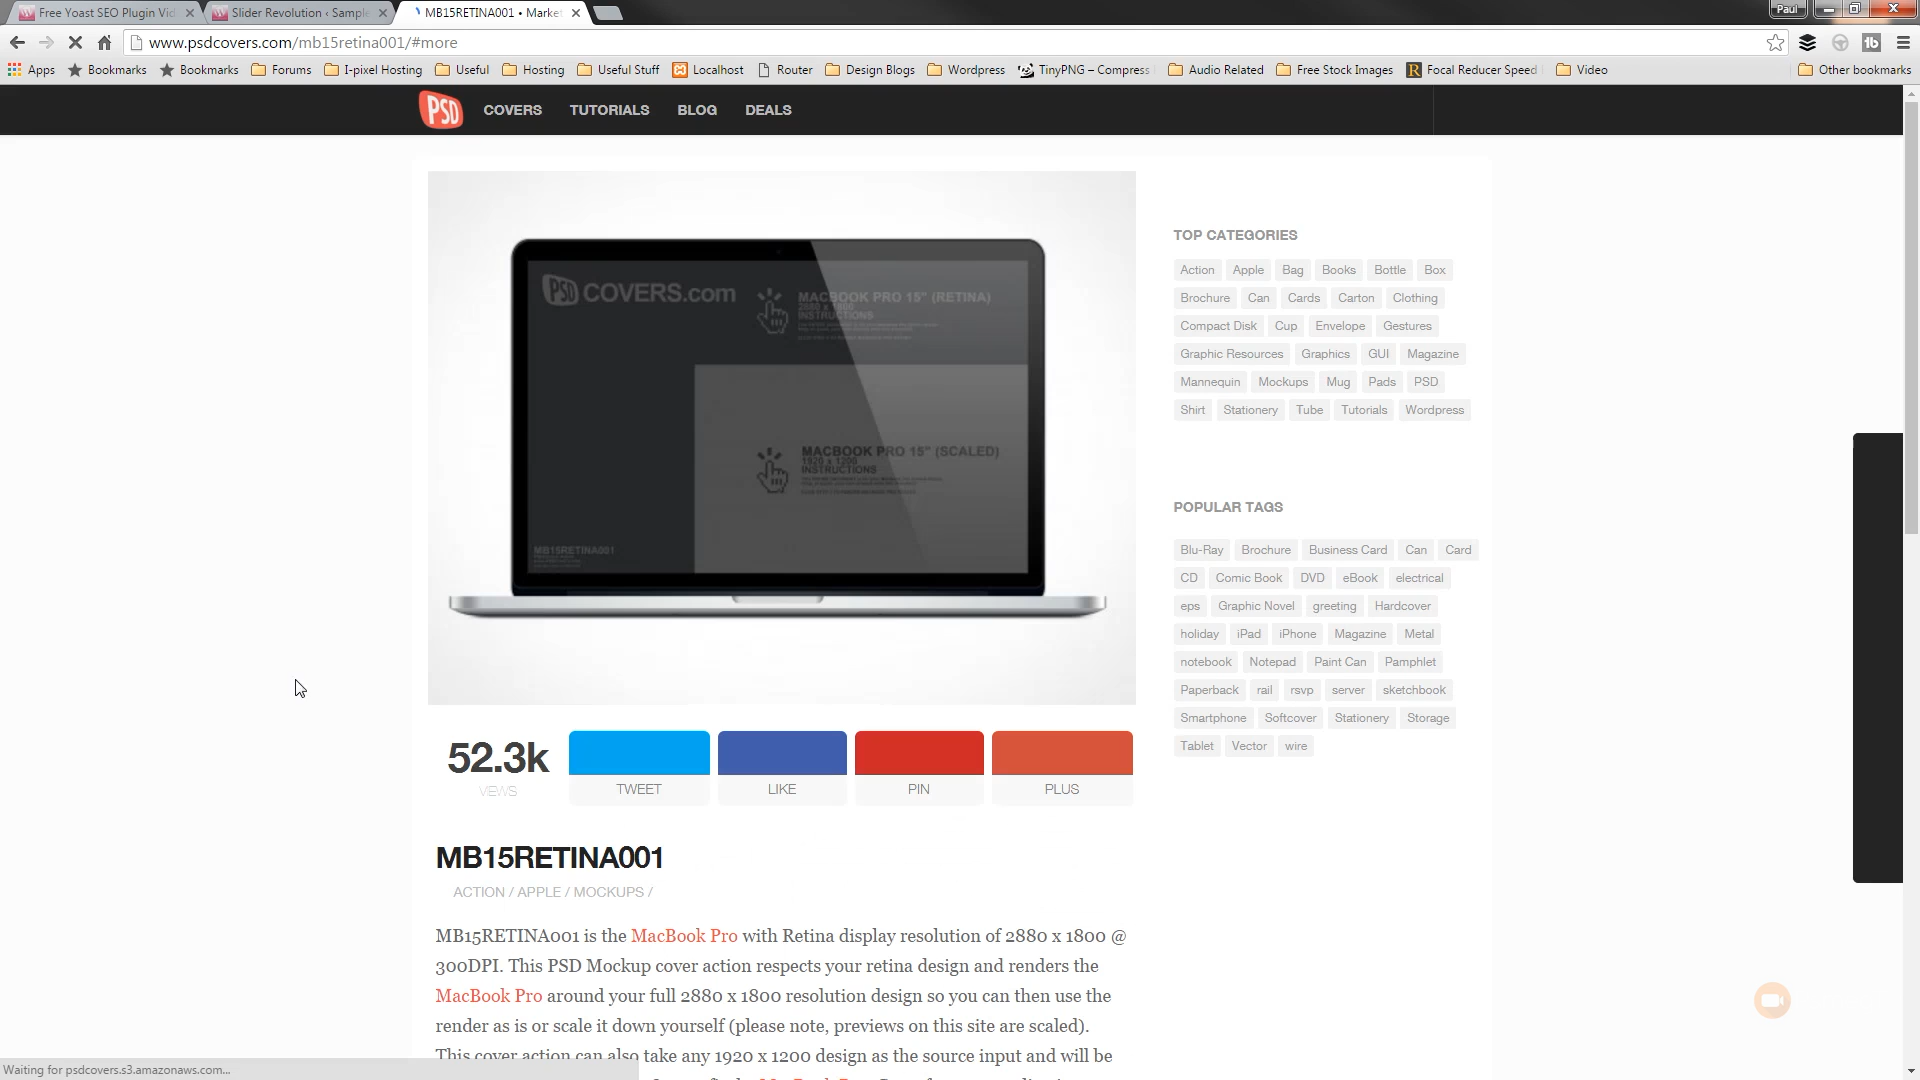 Free Yoast SEO Plugin Vid
Slider Revolution ‹ Sample
MB15RETINA001 • Market
Paul
www.psdcovers.com/mb15retina001/#more
Apps
Bookmarks
Bookmarks
Forums
I-pixel Hosting
Useful
Hosting
Useful Stuff
Localhost
Router
Design Blogs
Wordpress
TinyPNG – Compress
Audio Related
Free Stock Images
Focal Reducer Speed
Video
Other bookmarks
PSD
COVERS
TUTORIALS
BLOG
DEALS
PSD COVERS.com
MACBOOK PRO 15" (RETINA)
2880 x 1800
INSTRUCTIONS
MACBOOK PRO 15" (SCALED)
1920 x 1200
INSTRUCTIONS
MB15RETINA001
52.3k
VIEWS
TWEET
LIKE
PIN
PLUS
MB15RETINA001
ACTION / APPLE / MOCKUPS /
MB15RETINA001 is the MacBook Pro with Retina display resolution of 2880 x 1800 @
300DPI. This PSD Mockup cover action respects your retina design and renders the
MacBook Pro around your full 2880 x 1800 resolution design so you can then use the
render as is or scale it down yourself (please note, previews on this site are scaled).
This cover action can also take any 1920 x 1200 design as the source input and will be
TOP CATEGORIES
Action Apple Bag Books Bottle Box
Brochure Can Cards Carton Clothing
Compact Disk Cup Envelope Gestures
Graphic Resources Graphics GUI Magazine
Mannequin Mockups Mug Pads PSD
Shirt Stationery Tube Tutorials Wordpress
POPULAR TAGS
Blu-Ray Brochure Business Card Can Card
CD Comic Book DVD eBook electrical
eps Graphic Novel greeting Hardcover
holiday iPad iPhone Magazine Metal
notebook Notepad Paint Can Pamphlet
Paperback rail rsvp server sketchbook
Smartphone Softcover Stationery Storage
Tablet Vector wire
Waiting for psdcovers.s3.amazonaws.com...